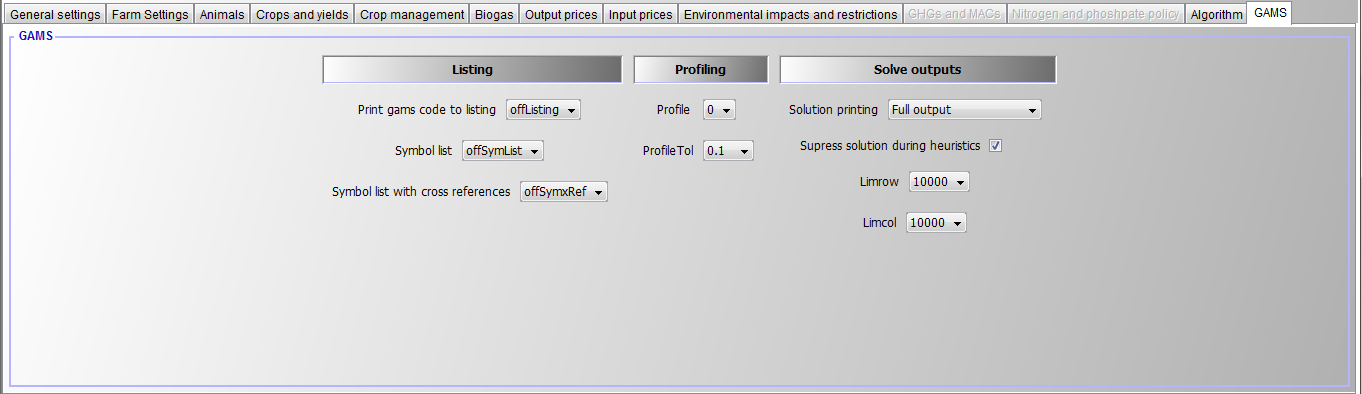 General settings Farm Settings Animals Crops and yields Crop management Biogas Output prices Input prices Environmental impacts and restrictions GHGs and MACs Nitrogen and phoshpate policy Algorithm GAMS
GAMS
Listing Profiling Solve outputs
Print gams code to listing offListing Profile 0 Solution printing Full output
Symbol list offSymList ProfileTol 0.1 Supress solution during heuristics
Symbol list with cross references offSymxRef Limrow 10000
Limcol 10000